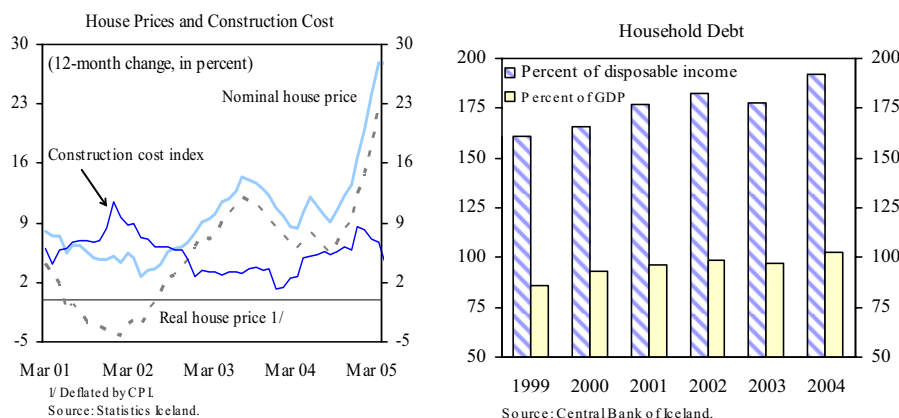 House Prices and Construction Cost
30
30
(12-month change, in percent)
Nominal house price
23
23
Construction cost index
16
16
9
9
2
2
Real house price 1/
-5
-5
Mar 01
Mar 02
Mar 03
Mar 04
Mar 05
1/ Deflated by CPI.
Source: Statistics Iceland.
Household Debt
200
200
Percent of disposable income
175
175
Percent of GDP
150
150
125
125
100
100
75
75
50
50
1999
2000
2001
2002
2003
2004
Source: Central Bank of Iceland.